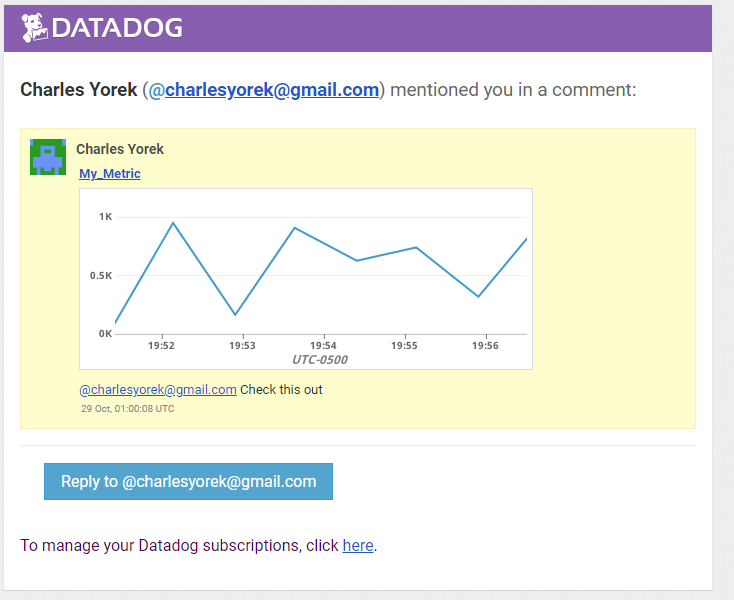 DATADOG
Charles Yorek (@charlesyorek@gmail.com) mentioned you in a comment:
Charles Yorek
My_Metric
1K
0.5K
0K
19:52 19:53 19:54 19:55 19:56
UTC-0500
@charlesyorek@gmail.com Check this out
29 Oct, 01:00:08 UTC
Reply to @charlesyorek@gmail.com
To manage your Datadog subscriptions, click here.